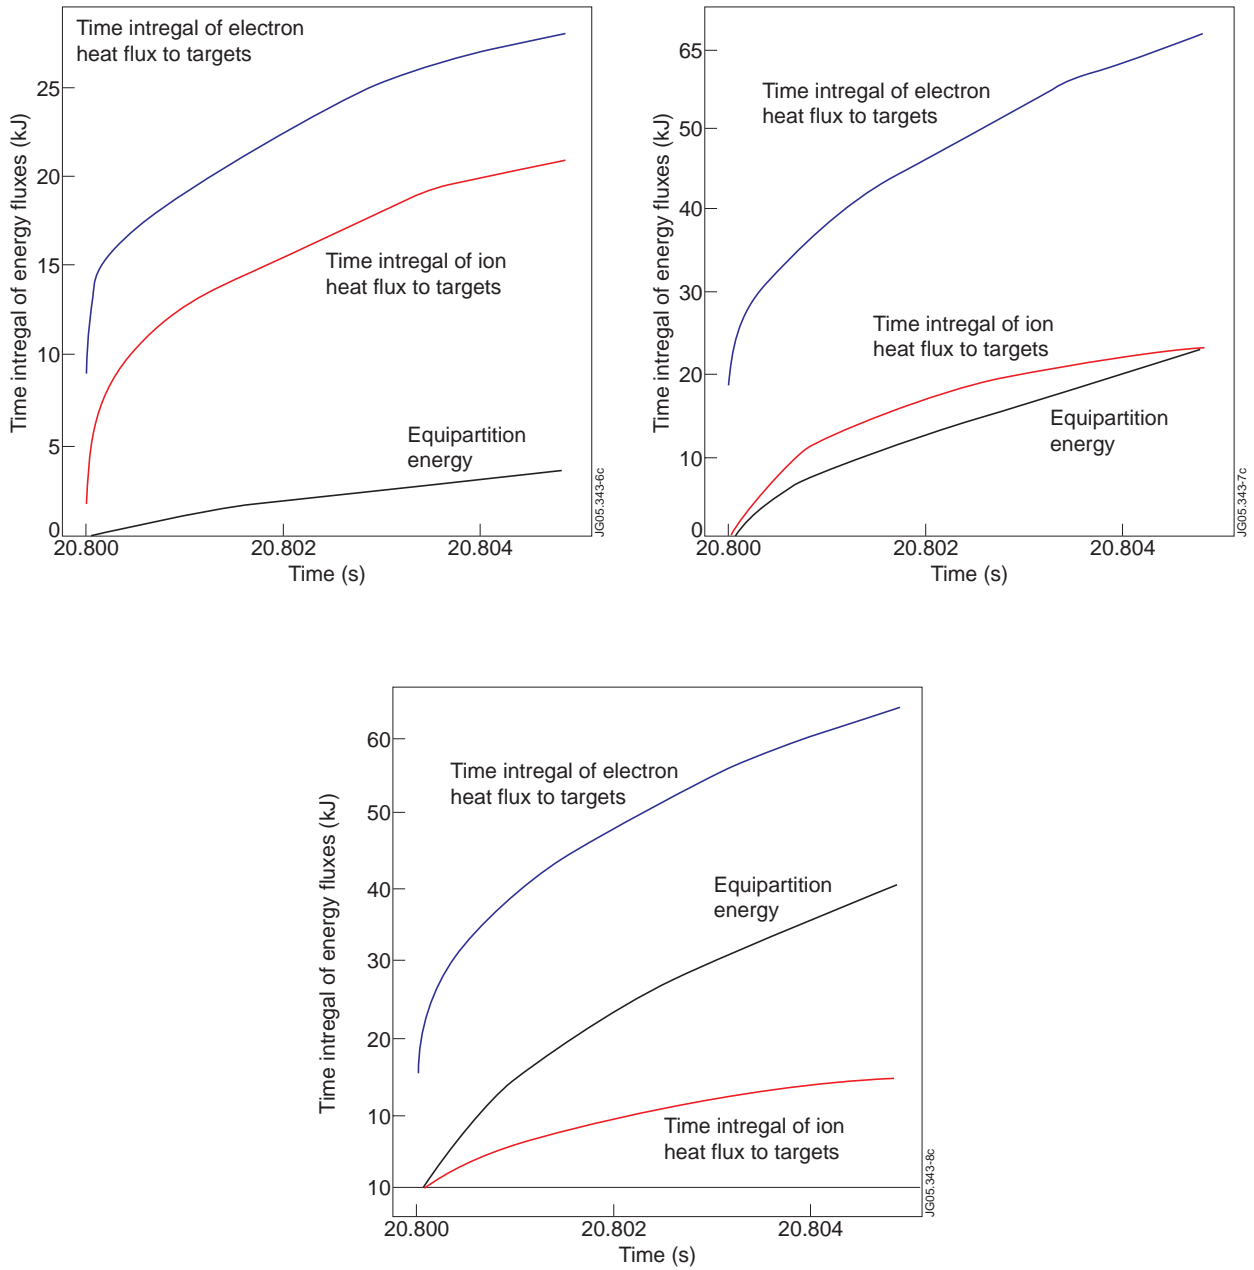 Time intregal of electron
heat flux to targets
25
20
15
10
5
0
Time intregal of energy fluxes (kJ)
Time intregal of ion
heat flux to targets
Equipartition
energy
20.800
20.802
20.804
Time (s)
JG05.343-6c
65
50
40
30
20
10
0
Time intregal of energy fluxes (kJ)
Time intregal of electron
heat flux to targets
Time intregal of ion
heat flux to targets
Equipartition
energy
20.800
20.802
20.804
Time (s)
JG05.343-7c
60
50
40
30
20
10
10
Time intregal of energy fluxes (kJ)
Time intregal of electron
heat flux to targets
Equipartition
energy
Time intregal of ion
heat flux to targets
20.800
20.802
20.804
Time (s)
JG05.343-8c